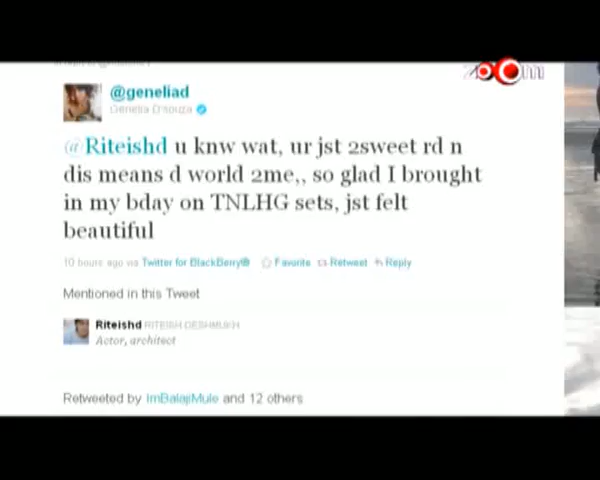 zoOm
@geneliad
Genelia D'souza
@Riteishd u knw wat, ur jst 2sweet rd n
dis means d world 2me,, so glad I brought
in my bday on TNLHG sets, jst felt
beautiful
10 hours ago via Twitter for BlackBerry® Favorite Retweet Reply
Mentioned in this Tweet
Riteishd RITEISH DESHMUKH
Actor, architect
Retweeted by ImBalajiMule and 12 others